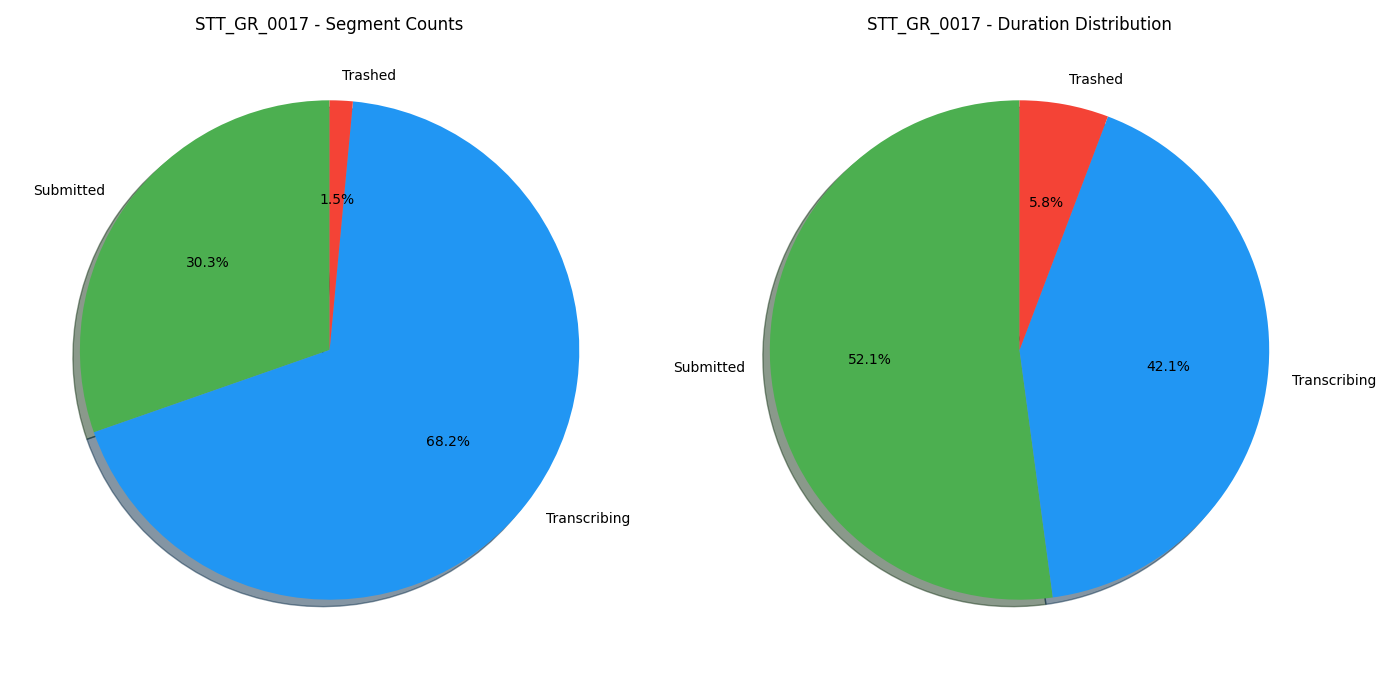 STT_GR_0017 - Segment Counts
Trashed
Submitted
1.5%
30.3%
68.2%
Transcribing
STT_GR_0017 - Duration Distribution
Trashed
5.8%
52.1%
42.1%
Submitted
Transcribing